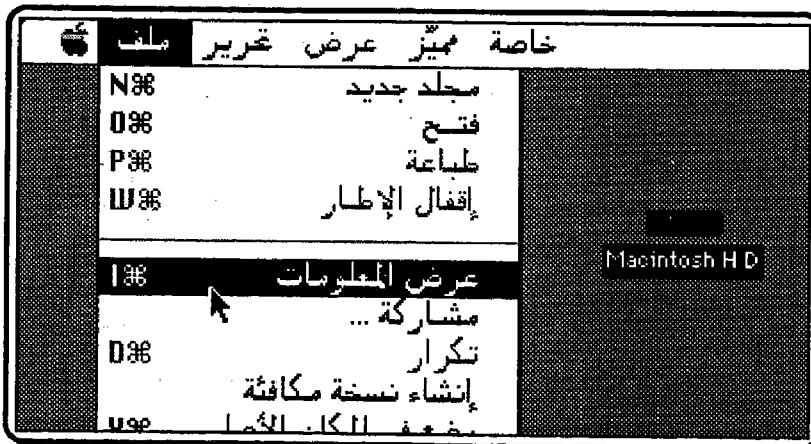 ملف تحرير عرض مميّز خاصة
مجلد جديد N⌘
فتح O⌘
طباعة P⌘
إقفال الإطار W⌘
عرض المعلومات I⌘
مشاركة ...
تكرار D⌘
إنشاء نسخة مكافئة
Macintosh HD